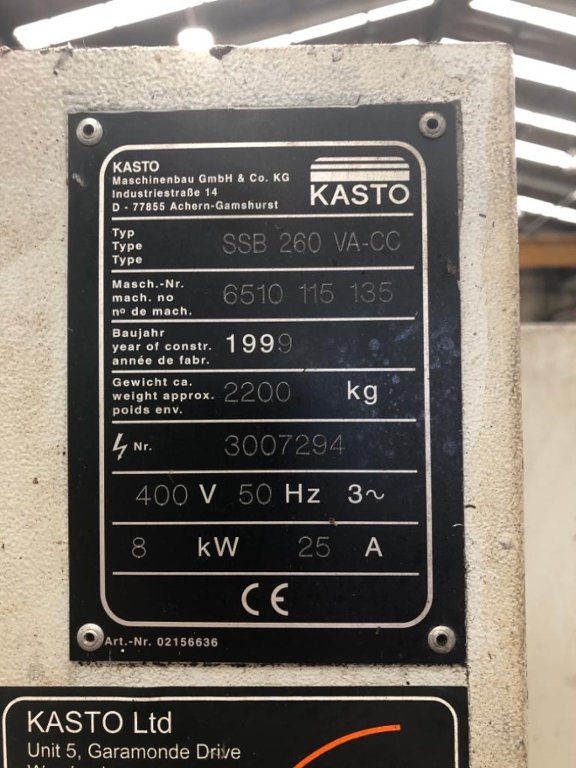 KASTO
Maschinenbau GmbH & Co. KG
Industriestraße 14
D - 77855 Achern-Gamshurst
KASTO
Typ
Type
Type
SSB 260 VA-CC
Masch.-Nr.
mach. no
nº de mach.
6510 115 135
Baujahr
year of constr.
année de fabr.
1999
Gewicht ca.
weight approx.
poids env.
2200 kg
Nr. 3007294
400 V 50 Hz 3~
8 kW 25 A
CE
Art.-Nr. 02156636
KASTO Ltd
Unit 5, Garamonde Drive